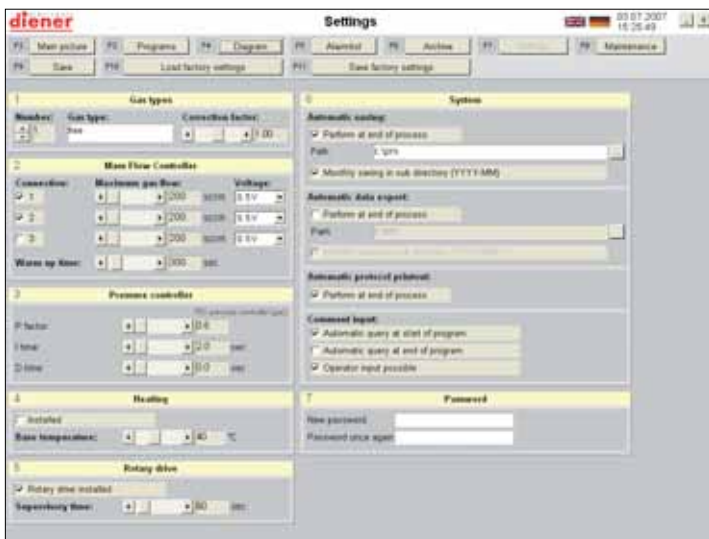 diener Settings 03.07.2007
15:25:49
F1 Main picture F3 Programs F4 Diagram F5 Alarmlist F6 Archive F7 F8 Maintenance
F9 Save F10 Load factory settings F11 Save factory settings
1 Gas types
Number: Gas type: Correction factor:
1 free 1.00
2 Mass Flow Controller
Connection: Maximum gas flow: Voltage:
1 200 sccm 0.5V
2 200 sccm 0.5V
3 200 sccm 0.5V
Warm up time: 300 sec
3 Pressure controller
P factor 0.6
I time 2.0 sec
D time 0.0 sec
4 Heating
Installed
Base temperature: 40 °C
5 Rotary drive
Rotary drive installed
Supervisory time: 60 sec
6 System
Automatic saving:
Perform at end of process
Path:
Monthly saving in sub directory (YYYY-MM)
Automatic data export:
Perform at end of process
Path:
Automatic protocol printout:
Perform at end of process
Comment input:
Automatic query at start of program
Automatic query at end of program
Operator input possible
7 Password
New password:
Password once again: